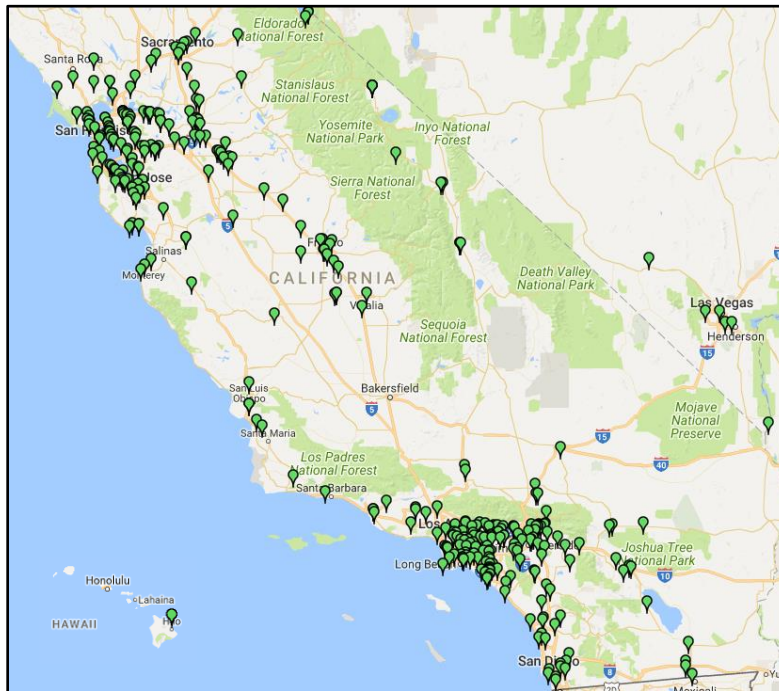 Eldorado
National Forest
Sacramento
Santa Rosa
Stanislaus
National Forest
Yosemite
National Park
Inyo National
Forest
San Francisco
Sierra National
Forest
Jose
5
Salinas
Monterey
Fresno
CALIFORNIA
Death Valley
National Park
Visalia
Las Vegas
Henderson
15
Sequoia
National Forest
San Luis
Obispo
Bakersfield
5
Mojave
National
Preserve
15
40
Santa Maria
Los Padres
National Forest
Santa Barbara
Los A
Long Be
5
Joshua Tree
National Park
10
Honolulu
Lahaina
HAWAII
Hilo
San Diego
8
Mexicali